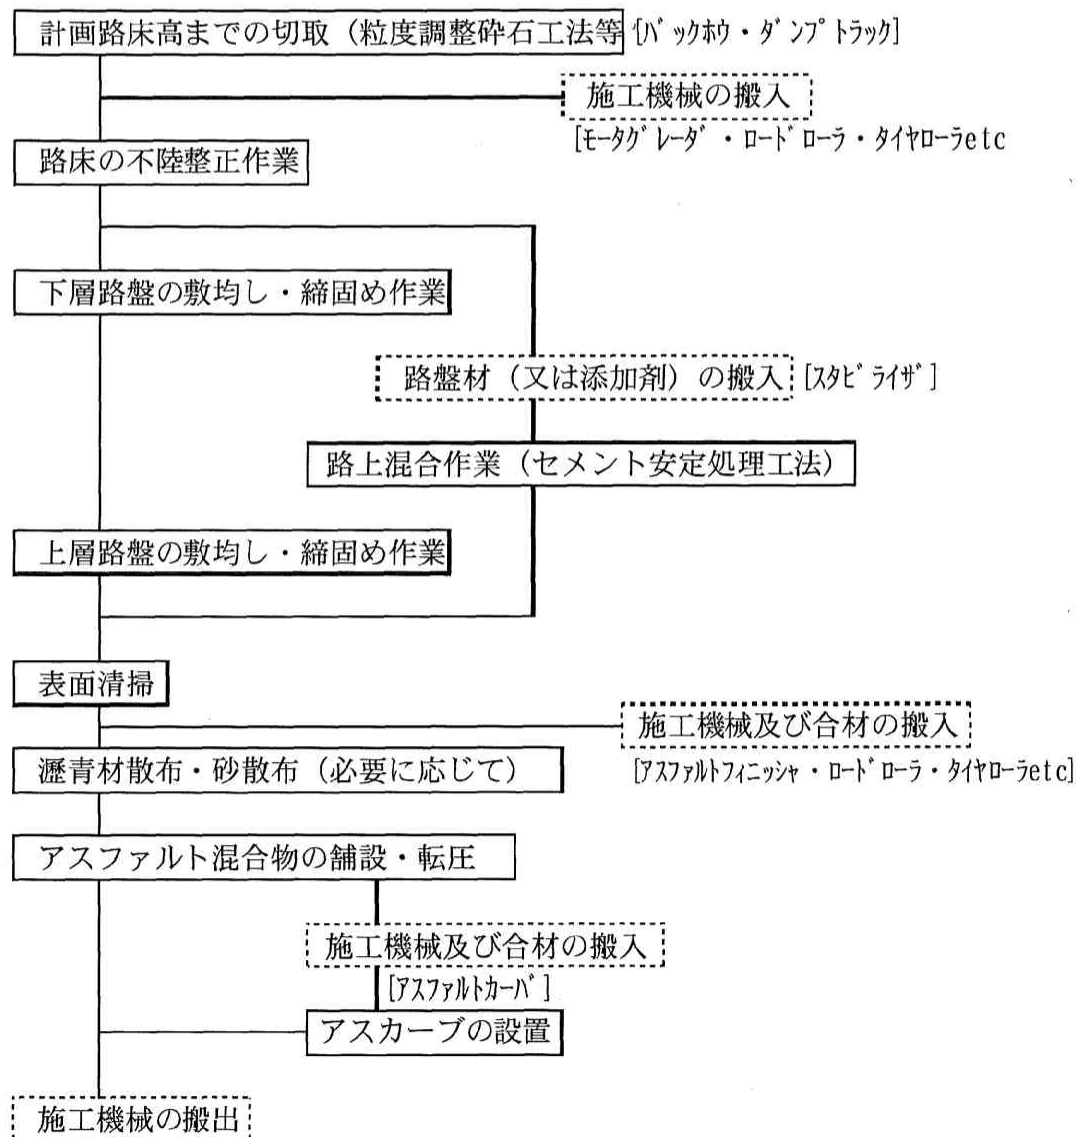 計画路床高までの切取（粒度調整砕石工法等 [ﾊﾞｯｸﾎｳ・ﾀﾞﾝﾌﾟﾄﾗｯｸ]
施工機械の搬入
[ﾓｰﾀｸﾞﾚｰﾀﾞ・ﾛｰﾄﾞﾛｰﾗ・ﾀｲﾔﾛｰﾗetc
路床の不陸整正作業
下層路盤の敷均し・締固め作業
路盤材（又は添加剤）の搬入 [ｽﾀﾋﾞﾗｲｻﾞ]
路上混合作業（セメント安定処理工法）
上層路盤の敷均し・締固め作業
表面清掃
施工機械及び合材の搬入
瀝青材散布・砂散布（必要に応じて）
[ｱｽﾌｧﾙﾄﾌｨﾆｯｼｬ・ﾛｰﾄﾞﾛｰﾗ・ﾀｲﾔﾛｰﾗetc]
アスファルト混合物の舗設・転圧
施工機械及び合材の搬入
[ｱｽﾌｧﾙﾄｶｰﾊﾞ]
アスカーブの設置
施工機械の搬出